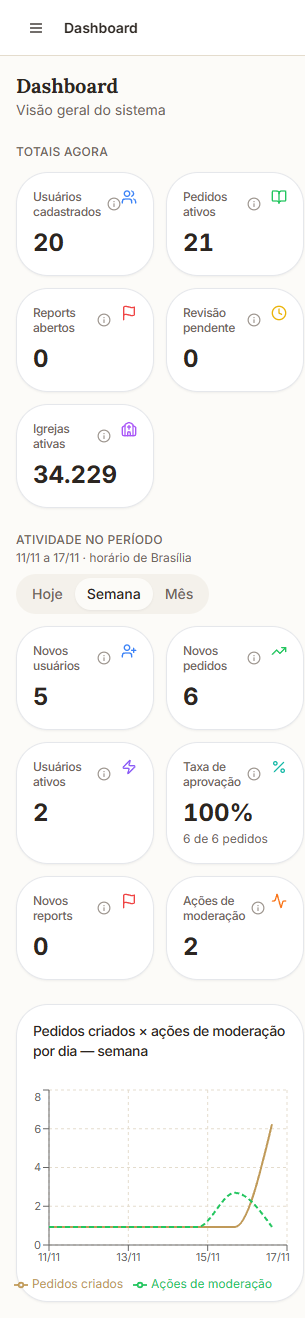 Dashboard
Dashboard
Visão geral do sistema
TOTAIS AGORA
Usuários
cadastrados
20
Pedidos
ativos
21
Reports
abertos
0
Revisão
pendente
0
Igrejas
ativas
34.229
ATIVIDADE NO PERÍODO
11/11 a 17/11 · horário de Brasília
Hoje Semana Mês
Novos
usuários
5
Novos
pedidos
6
Usuários
ativos
2
Taxa de
aprovação
100%
6 de 6 pedidos
Novos
reports
0
Ações de
moderação
2
Pedidos criados × ações de moderação
por dia — semana
8
6
4
2
0
11/11 13/11 15/11 17/11
Pedidos criados Ações de moderação